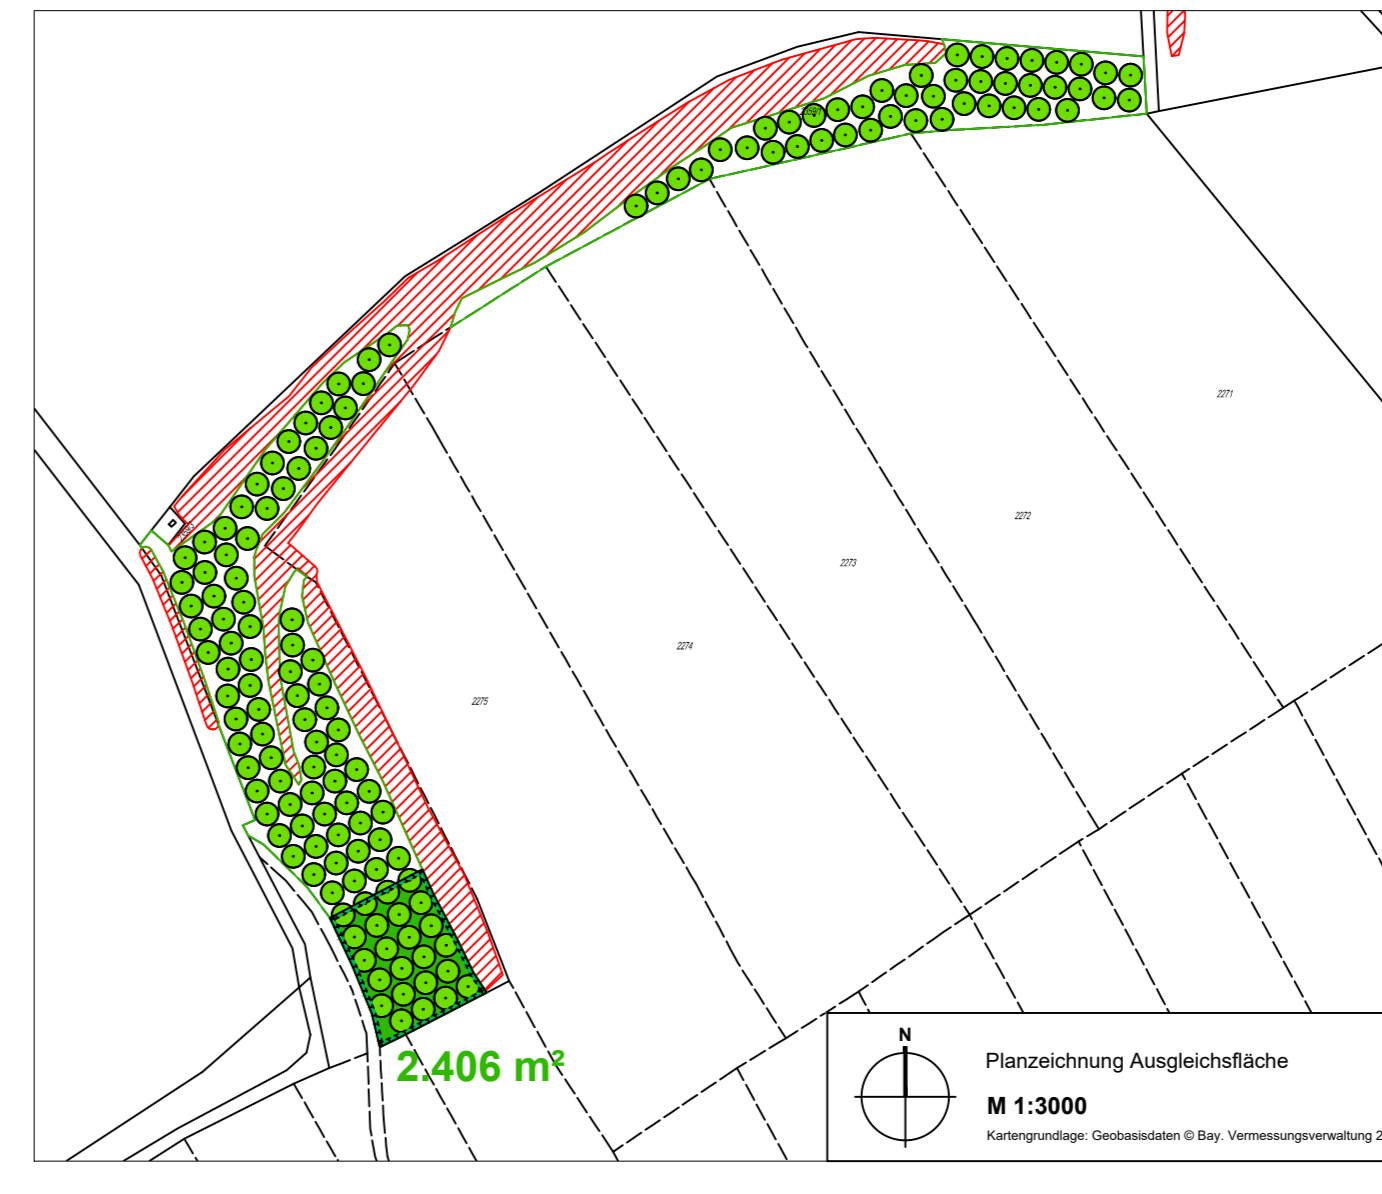 2271
2272
2273
2274
2275
2.406 m²
N
Planzeichnung Ausgleichsfläche
M 1:3000
Kartengrundlage: Geobasisdaten © Bay. Vermessungsverwaltung 2